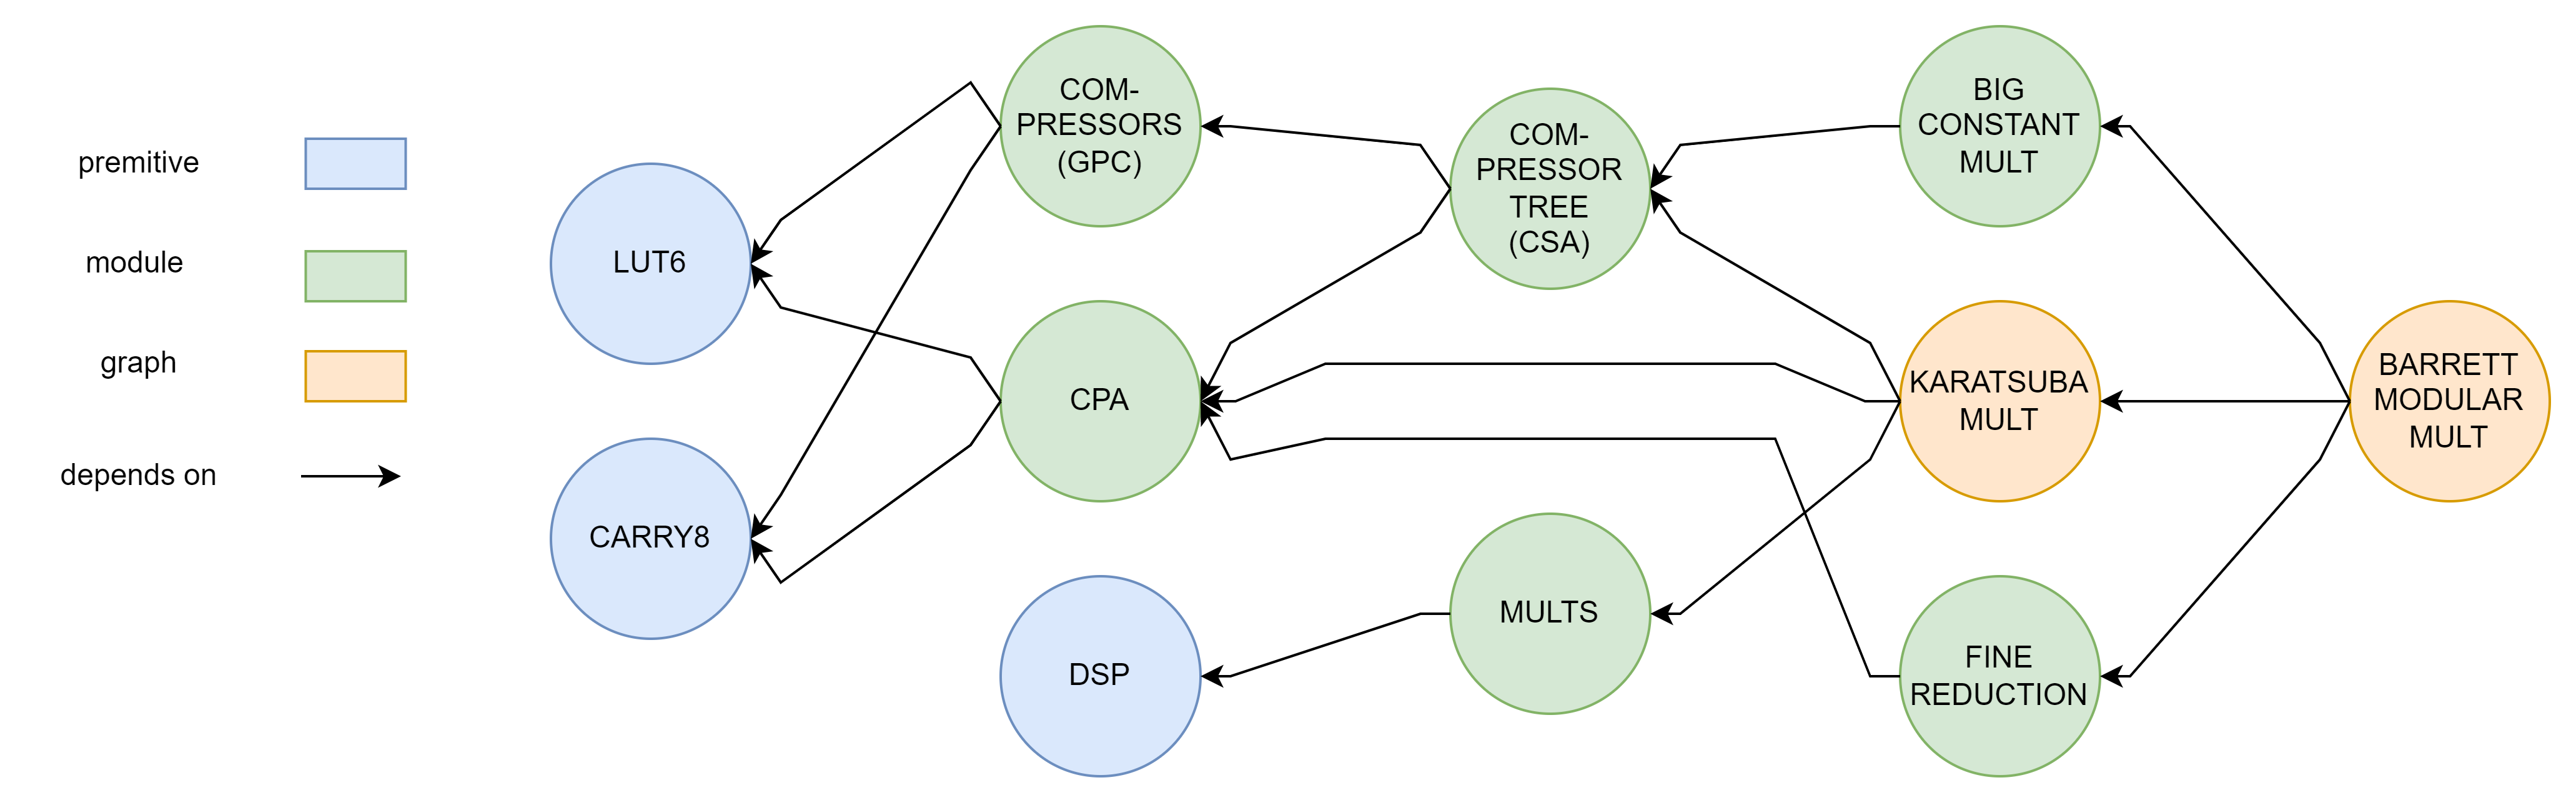 premitive
module
graph
depends on
LUT6
CARRY8
COM-
PRESSORS
(GPC)
CPA
DSP
COM-
PRESSOR
TREE
(CSA)
MULTS
BIG
CONSTANT
MULT
KARATSUBA
MULT
FINE
REDUCTION
BARRETT
MODULAR
MULT